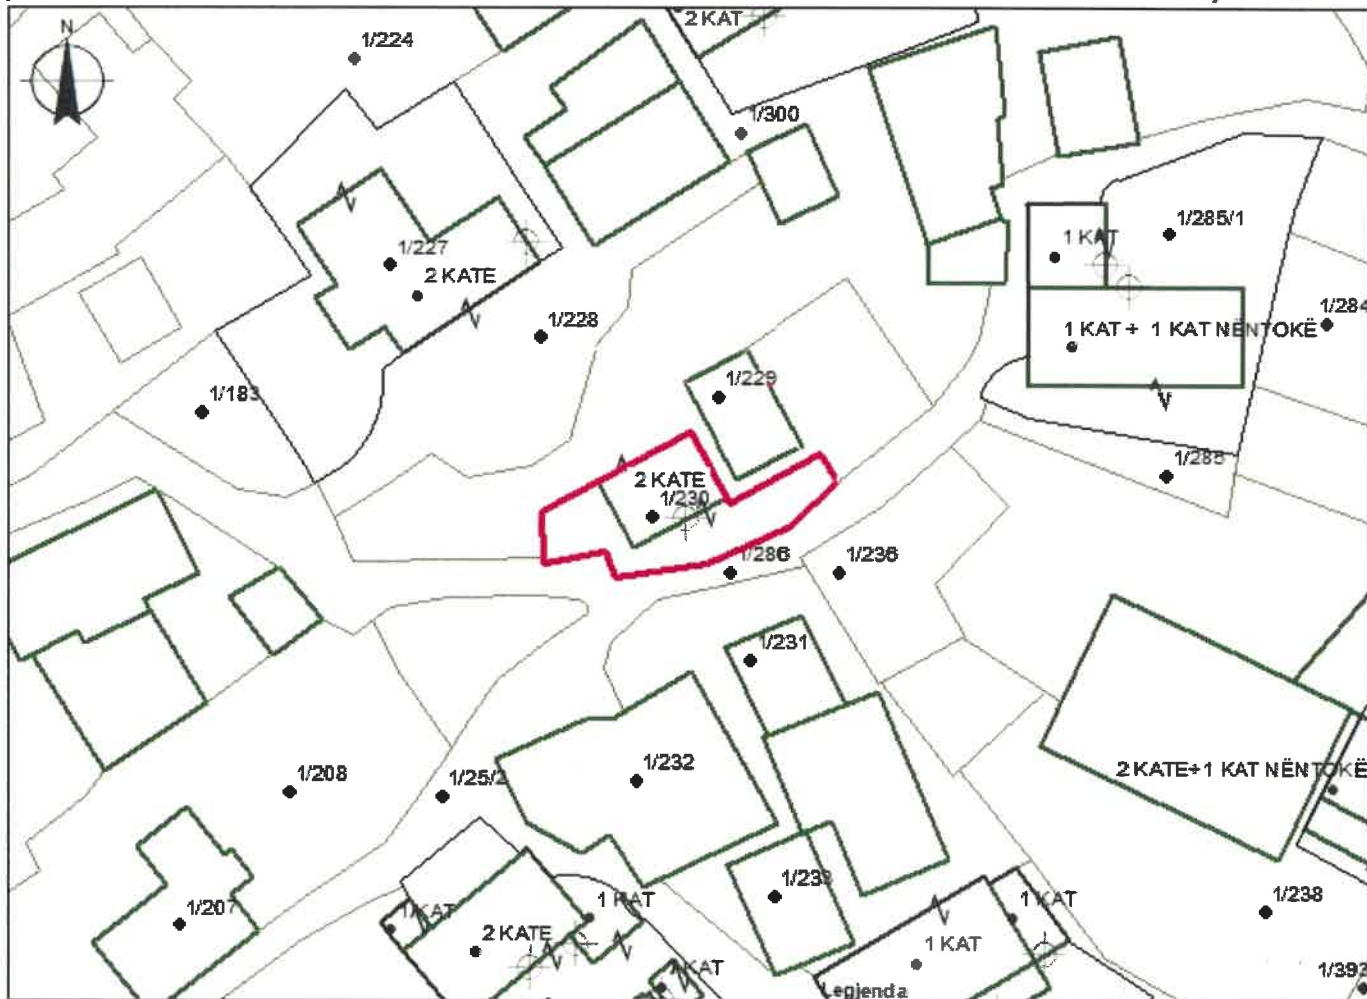 2 KAT
N
1/224
1/300
1/285/1
1 KAT
1/227
2 KATE
1/228
1/284
1 KAT + 1 KAT NËNTOKË
1/229
1/183
1/285
2 KATE
1/230
1/286
1/236
1/231
1/232
2 KATE+1 KAT NËNTOKË
1/208
1/25/2
1/233
1/207
1 KAT
1 KAT
1 KAT
1/238
2 KATE
1 KAT
1 KAT
1/393
Legjenda